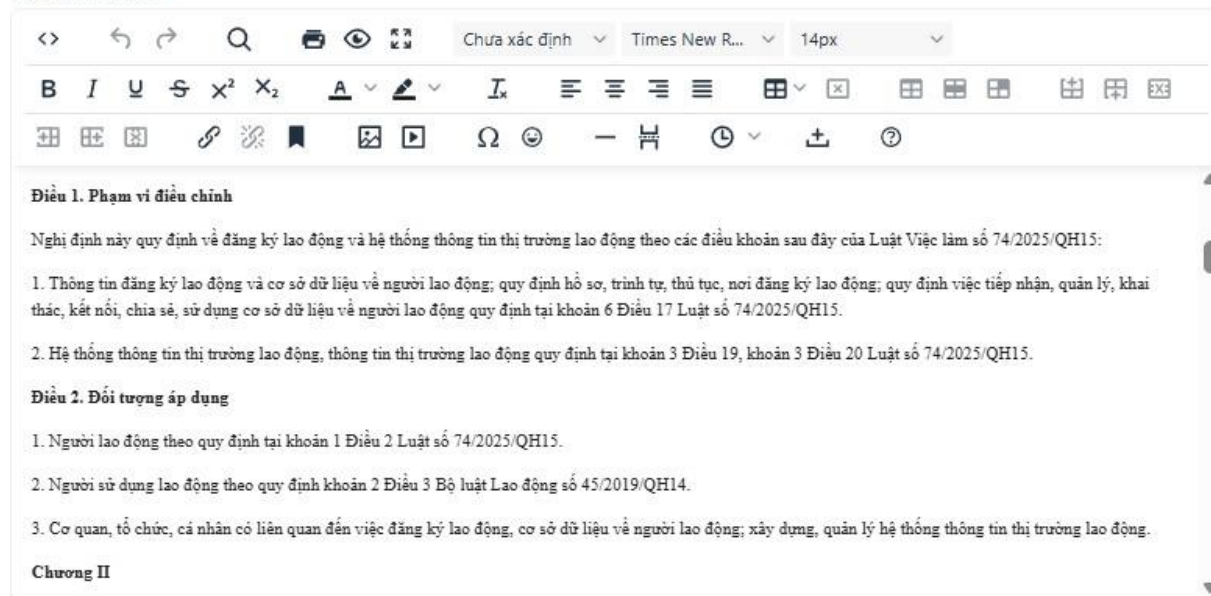 Chưa xác định
Times New R...
14px
Điều 1. Phạm vi điều chỉnh
Nghị định này quy định về đăng ký lao động và hệ thống thông tin thị trường lao động theo các điều khoản sau đây của Luật Việc làm số 74/2025/QH15:
1. Thông tin đăng ký lao động và cơ sở dữ liệu về người lao động; quy định hồ sơ, trình tự, thủ tục, nơi đăng ký lao động; quy định việc tiếp nhận, quản lý, khai
thác, kết nối, chia sẻ, sử dụng cơ sở dữ liệu về người lao động quy định tại khoản 6 Điều 17 Luật số 74/2025/QH15.
2. Hệ thống thông tin thị trường lao động, thông tin thị trường lao động quy định tại khoản 3 Điều 19, khoản 3 Điều 20 Luật số 74/2025/QH15.
Điều 2. Đối tượng áp dụng
1. Người lao động theo quy định tại khoản 1 Điều 2 Luật số 74/2025/QH15.
2. Người sử dụng lao động theo quy định khoản 2 Điều 3 Bộ luật Lao động số 45/2019/QH14.
3. Cơ quan, tổ chức, cá nhân có liên quan đến việc đăng ký lao động, cơ sở dữ liệu về người lao động; xây dựng, quản lý hệ thống thông tin thị trường lao động.
Chương II